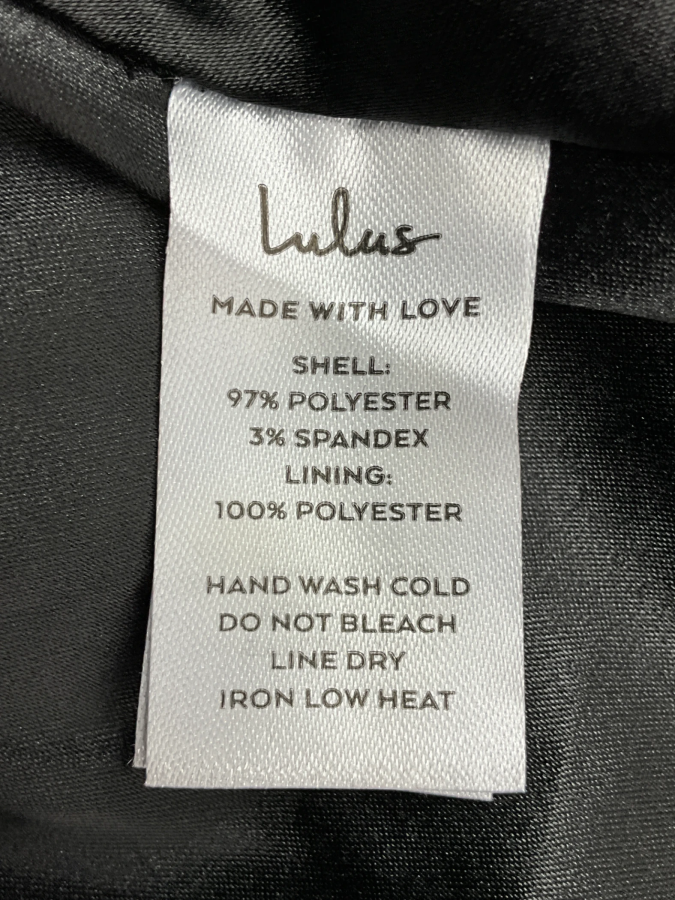 Lulus
MADE WITH LOVE
SHELL:
97% POLYESTER
3% SPANDEX
LINING:
100% POLYESTER
HAND WASH COLD
DO NOT BLEACH
LINE DRY
IRON LOW HEAT